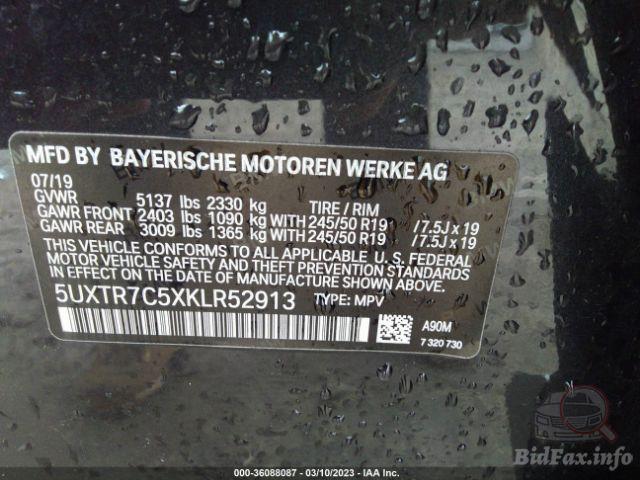 MFD BY BAYERISCHE MOTOREN WERKE AG
07/19
GVWR 5137 lbs 2330 kg TIRE / RIM
GAWR FRONT 2403 lbs 1090 kg WITH 245/50 R19 /7.5J x 19
GAWR REAR 3009 lbs 1365 kg WITH 245/50 R19 /7.5J x 19
THIS VEHICLE CONFORMS TO ALL APPLICABLE U. S. FEDERAL
MOTOR VEHICLE SAFETY AND THEFT PREVENTION STANDARDS
IN EFFECT ON THE DATE OF MANUFACTURE SHOWN ABOVE.
5UXTR7C5XKLR52913 TYPE: MPV
A90M
7 320 730
000-36088087 - 03/10/2023 - IAA Inc.
BidFax.info